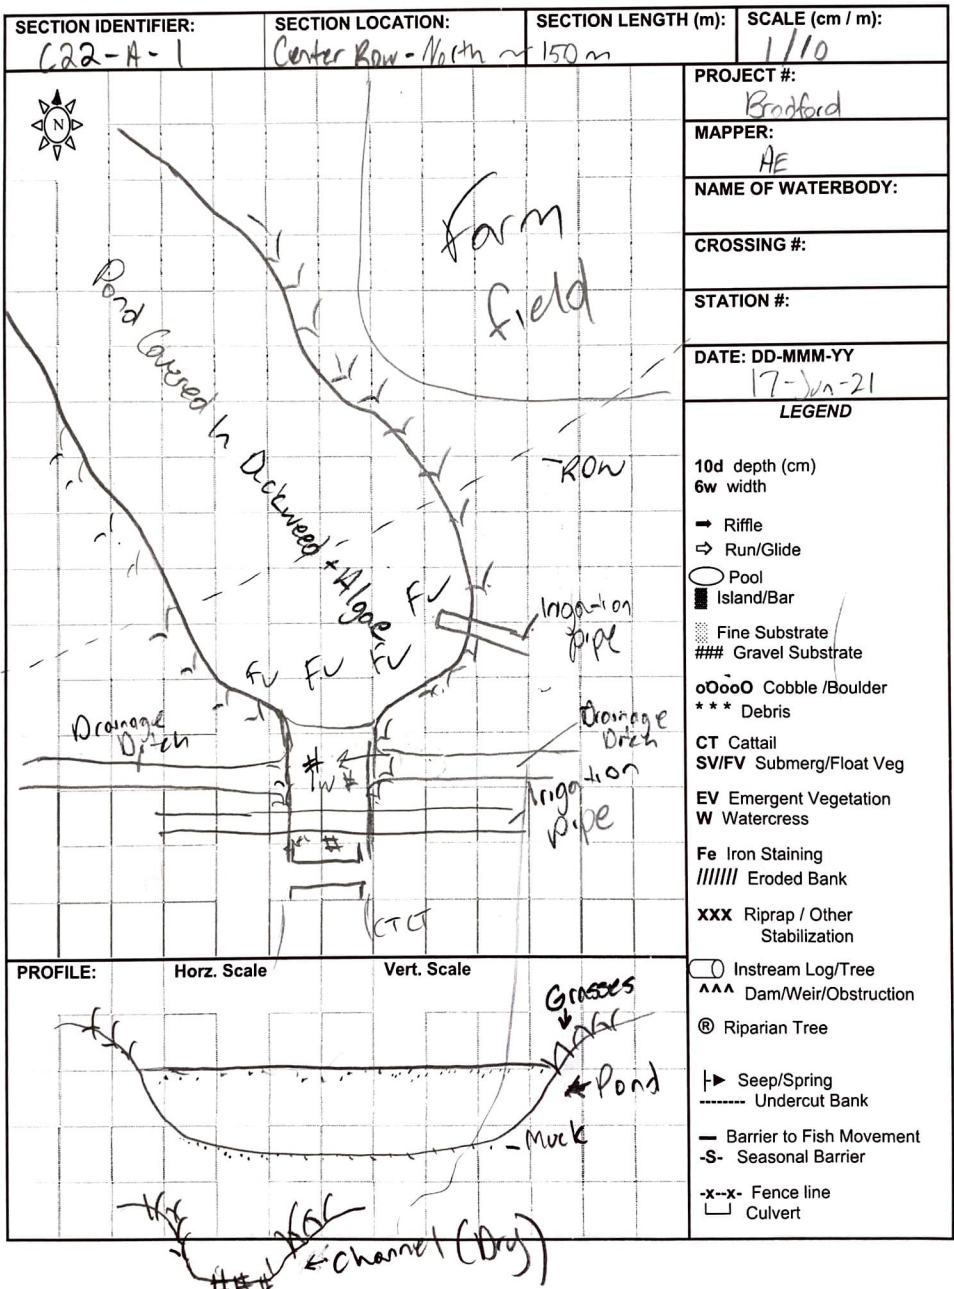 SECTION IDENTIFIER:
C22-A-1
SECTION LOCATION:
Center Row - North
SECTION LENGTH (m):
~ 150m
SCALE (cm / m):
1/10
PROJECT #:
Bradford
MAPPER:
AE
NAME OF WATERBODY:
CROSSING #:
STATION #:
DATE: DD-MMM-YY
17-Jun-21
LEGEND
10d depth (cm)
6w width
Riffle
Run/Glide
Pool
Island/Bar
Fine Substrate
### Gravel Substrate
oOooO Cobble /Boulder
* * * Debris
CT Cattail
SV/FV Submerg/Float Veg
EV Emergent Vegetation
W Watercress
Fe Iron Staining
/////// Eroded Bank
XXX Riprap / Other
Stabilization
Instream Log/Tree
^^^ Dam/Weir/Obstruction
® Riparian Tree
Seep/Spring
-------- Undercut Bank
Barrier to Fish Movement
-S- Seasonal Barrier
-x--x- Fence line
Culvert
N
Farm
field
Pond Covered In Duckweed + Algae
-ROW
FV
Irrigation
pipe
FV FV FV
Drainage
Ditch
Drainage
Ditch
#
W #
Irrigation
pipe
#
CT CT
PROFILE:
Horz. Scale
Vert. Scale
Grasses
Pond
- Muck
Channel (Dry)
###